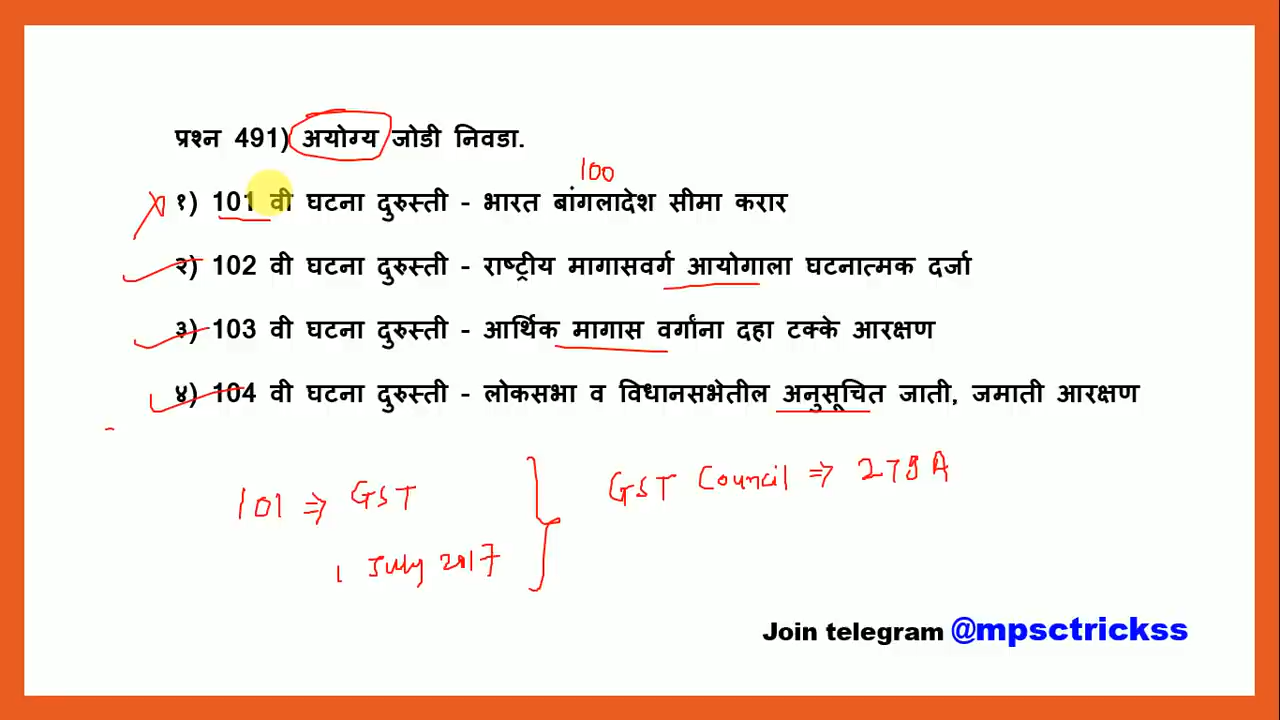 प्रश्न 491) अयोग्य जोडी निवडा.
100
१) 101 वी घटना दुरुस्ती - भारत बांगलादेश सीमा करार
२) 102 वी घटना दुरुस्ती - राष्ट्रीय मागासवर्ग आयोगाला घटनात्मक दर्जा
३) 103 वी घटना दुरुस्ती - आर्थिक मागास वर्गांना दहा टक्के आरक्षण
४) 104 वी घटना दुरुस्ती - लोकसभा व विधानसभेतील अनुसूचित जाती, जमाती आरक्षण
101 ⇒ GST
GST Council ⇒ 279A
1 July 2017
Join telegram @mpsctrickss